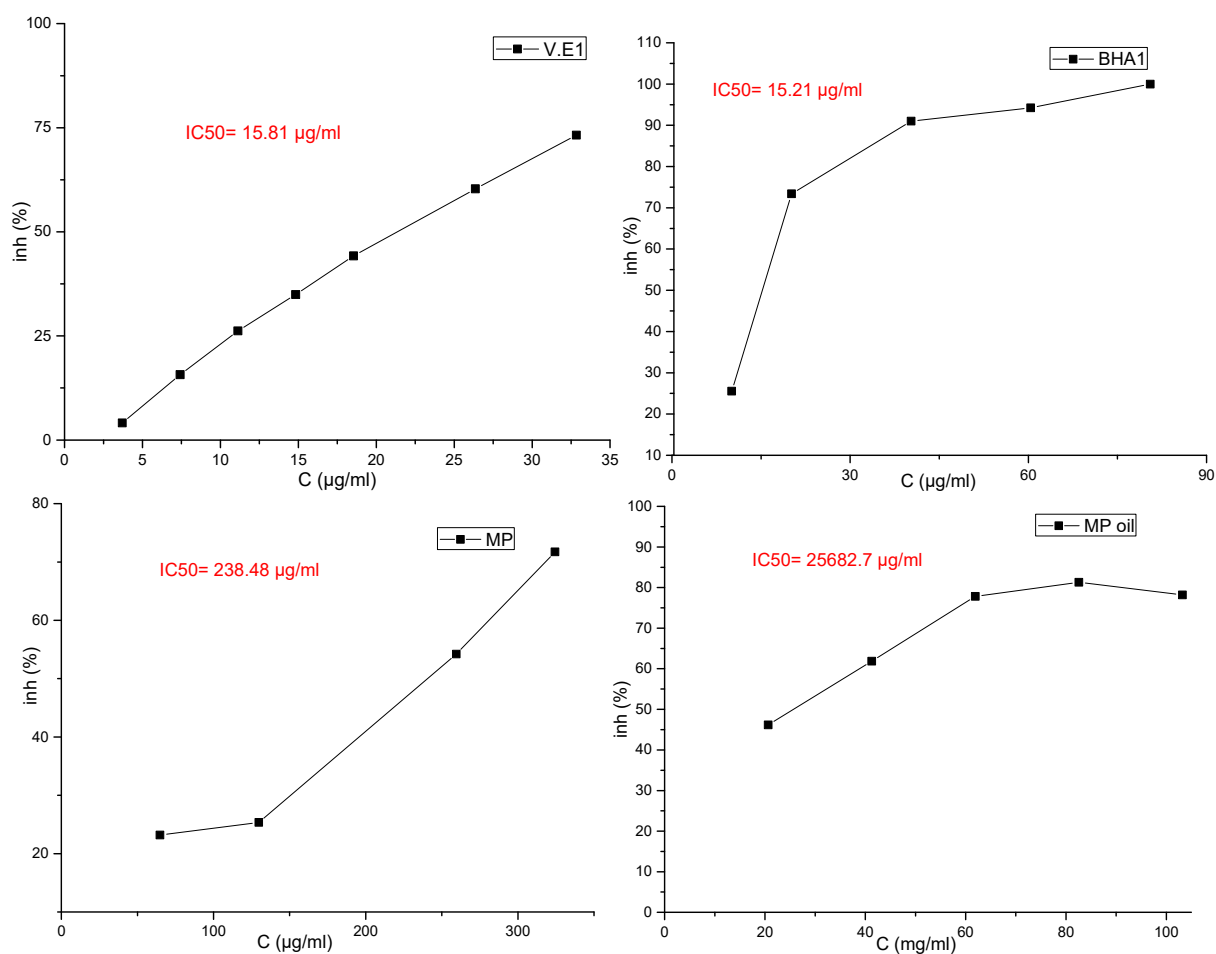 V.E1
IC50= 15.81 µg/ml
inh (%)
100
75
50
25
0
0 5 10 15 20 25 30 35
C (µg/ml)
BHA1
IC50= 15.21 µg/ml
inh (%)
110
100
90
80
70
60
50
40
30
20
10
0 30 60 90
C (µg/ml)
MP
IC50= 238.48 µg/ml
inh (%)
80
60
40
20
0 100 200 300
C (µg/ml)
MP oil
IC50= 25682.7 µg/ml
inh (%)
100
90
80
70
60
50
40
30
20
10
0
0 20 40 60 80 100
C (mg/ml)